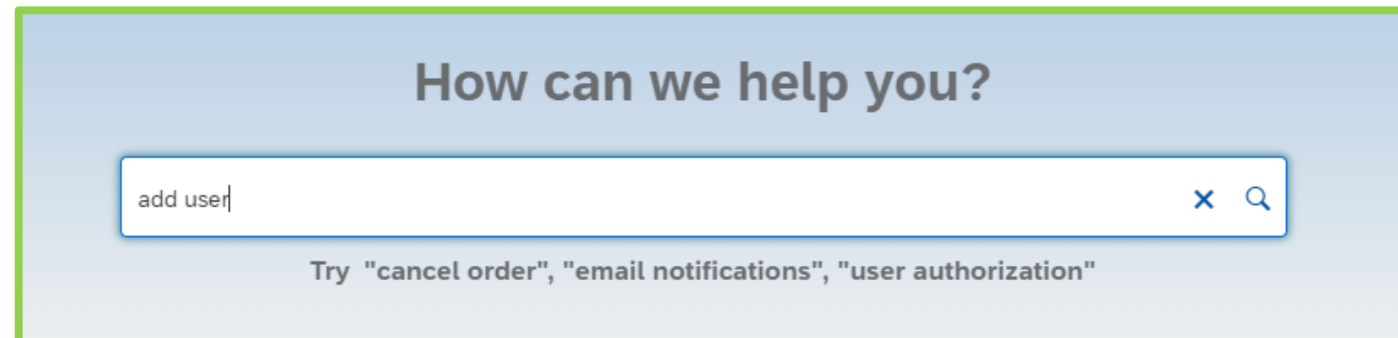 How can we help you?
add user
Try "cancel order", "email notifications", "user authorization"